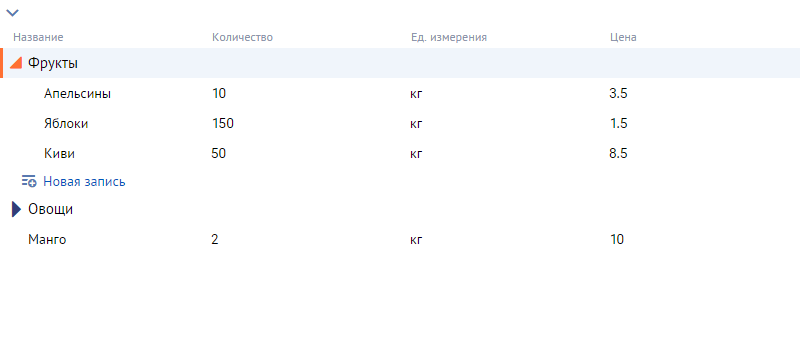 Название Количество Ед. измерения Цена
Фрукты
Апельсины 10 кг 3.5
Яблоки 150 кг 1.5
Киви 50 кг 8.5
Новая запись
Овощи
Манго 2 кг 10